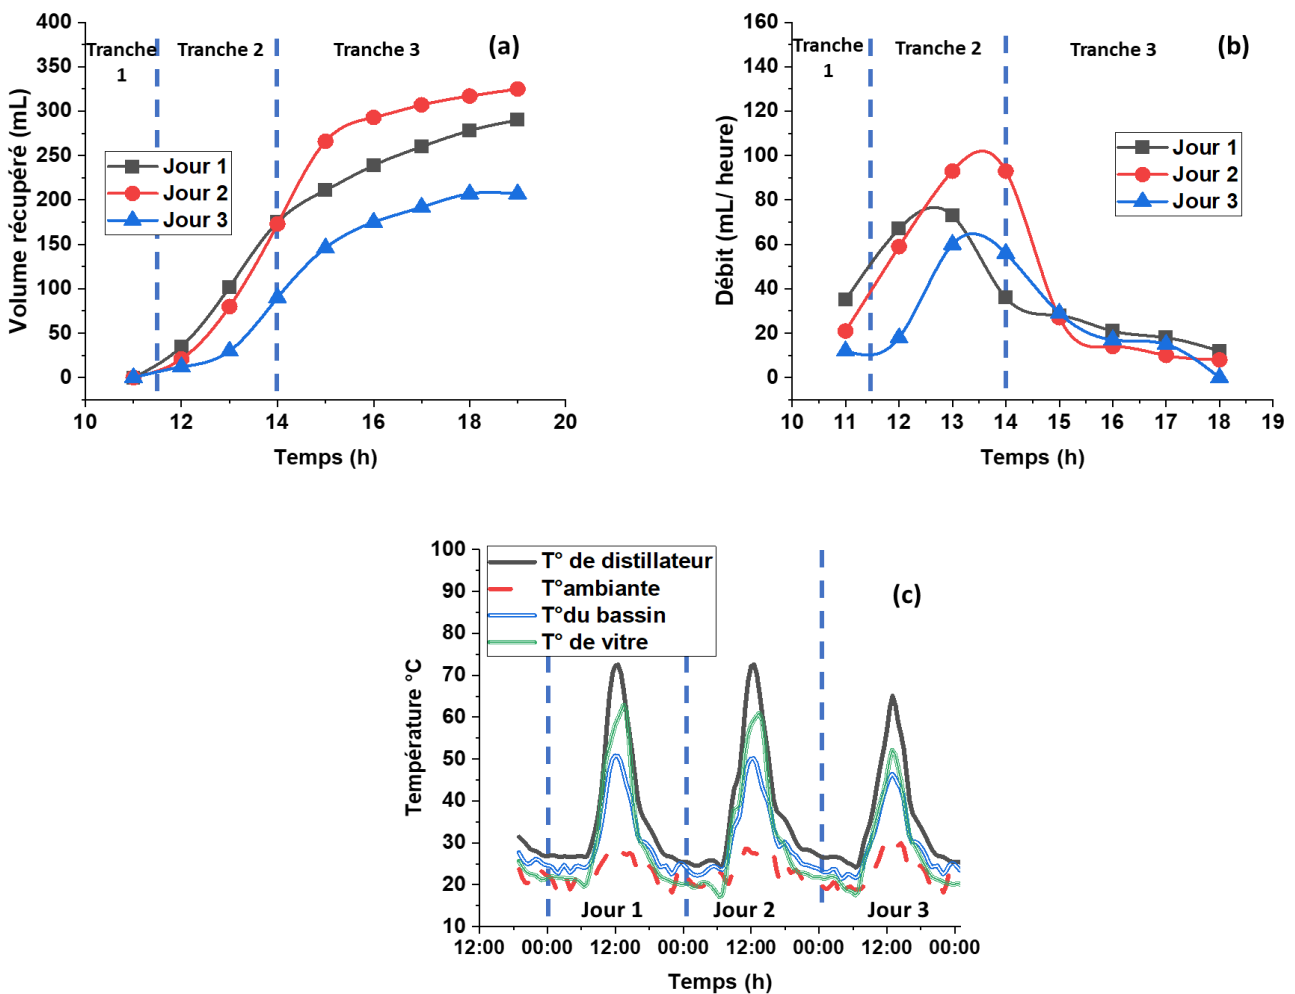 400
350
300
250
200
150
100
50
0
Volume récupéré (mL)
Tranche
1
Tranche 2
Tranche 3
(a)
Jour 1
Jour 2
Jour 3
10
12
14
16
18
20
Temps (h)
160
140
120
100
80
60
40
20
0
Débit (mL/ heure)
Tranche
1
Tranche 2
Tranche 3
(b)
Jour 1
Jour 2
Jour 3
10
11
12
13
14
15
16
17
18
19
Temps (h)
100
90
80
70
60
50
40
30
20
10
Température °C
T° de distillateur
T°ambiante
T°du bassin
T° de vitre
(c)
Jour 1
Jour 2
Jour 3
12:00
00:00
12:00
00:00
12:00
00:00
12:00
00:00
Temps (h)